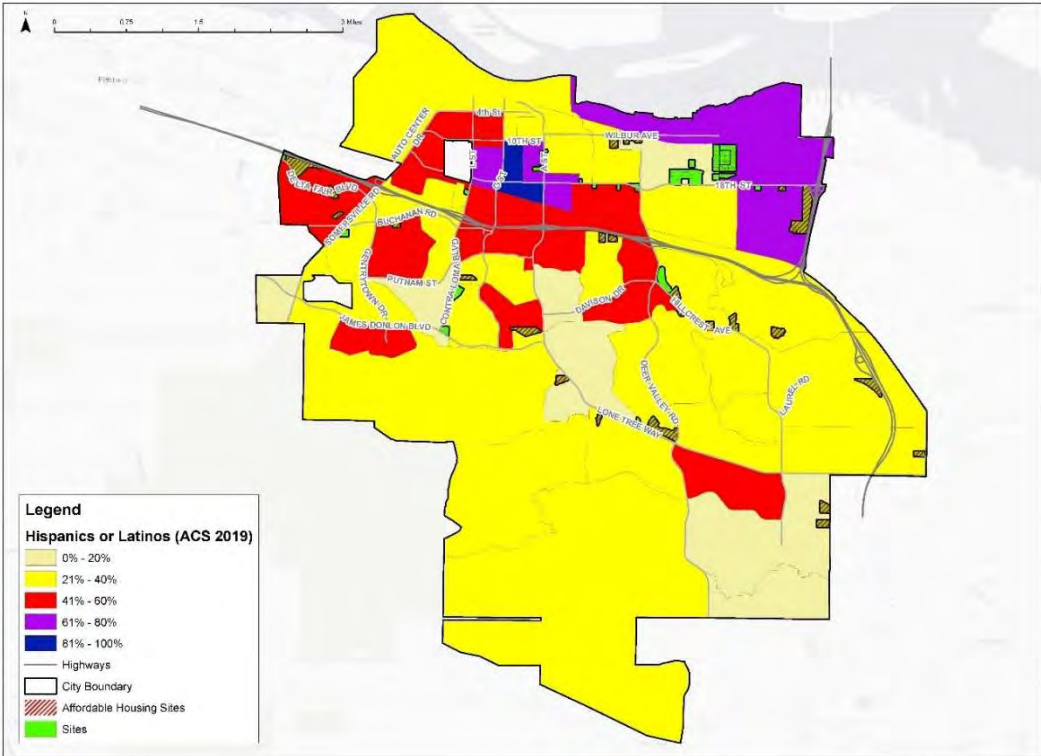 N
0 0.75 1.5 3 Miles
4th St
AUTO CENTER DR
10TH ST
WILBUR AVE
L ST
C ST
A ST
18TH ST
DELTA FAIR BLVD
SOMERSVILLE RD
BUCHANAN RD
GENTRYTOWN DR
PUTNAM ST
CONTRA LOMA BLVD
JAMES DONLON BLVD
DAVISON DR
HILLCREST AVE
DEER VALLEY RD
LAUREL RD
LONE TREE WAY
Legend
Hispanics or Latinos (ACS 2019)
0% - 20%
21% - 40%
41% - 60%
61% - 80%
81% - 100%
Highways
City Boundary
Affordable Housing Sites
Sites